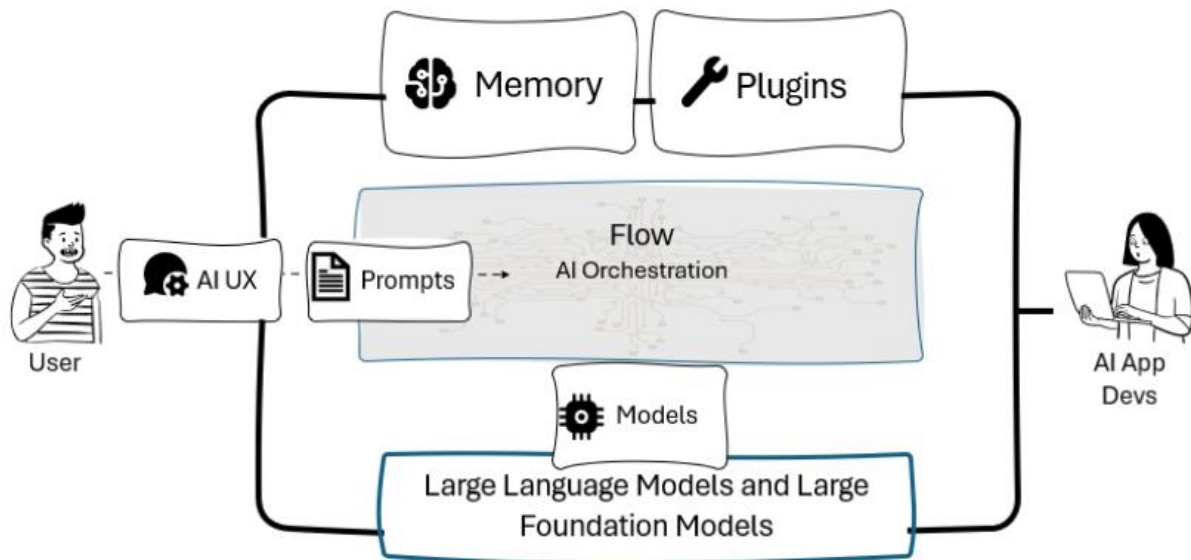 Memory
Plugins
Flow
AI Orchestration
AI UX
Prompts
User
AI App
Devs
Models
Large Language Models and Large
Foundation Models